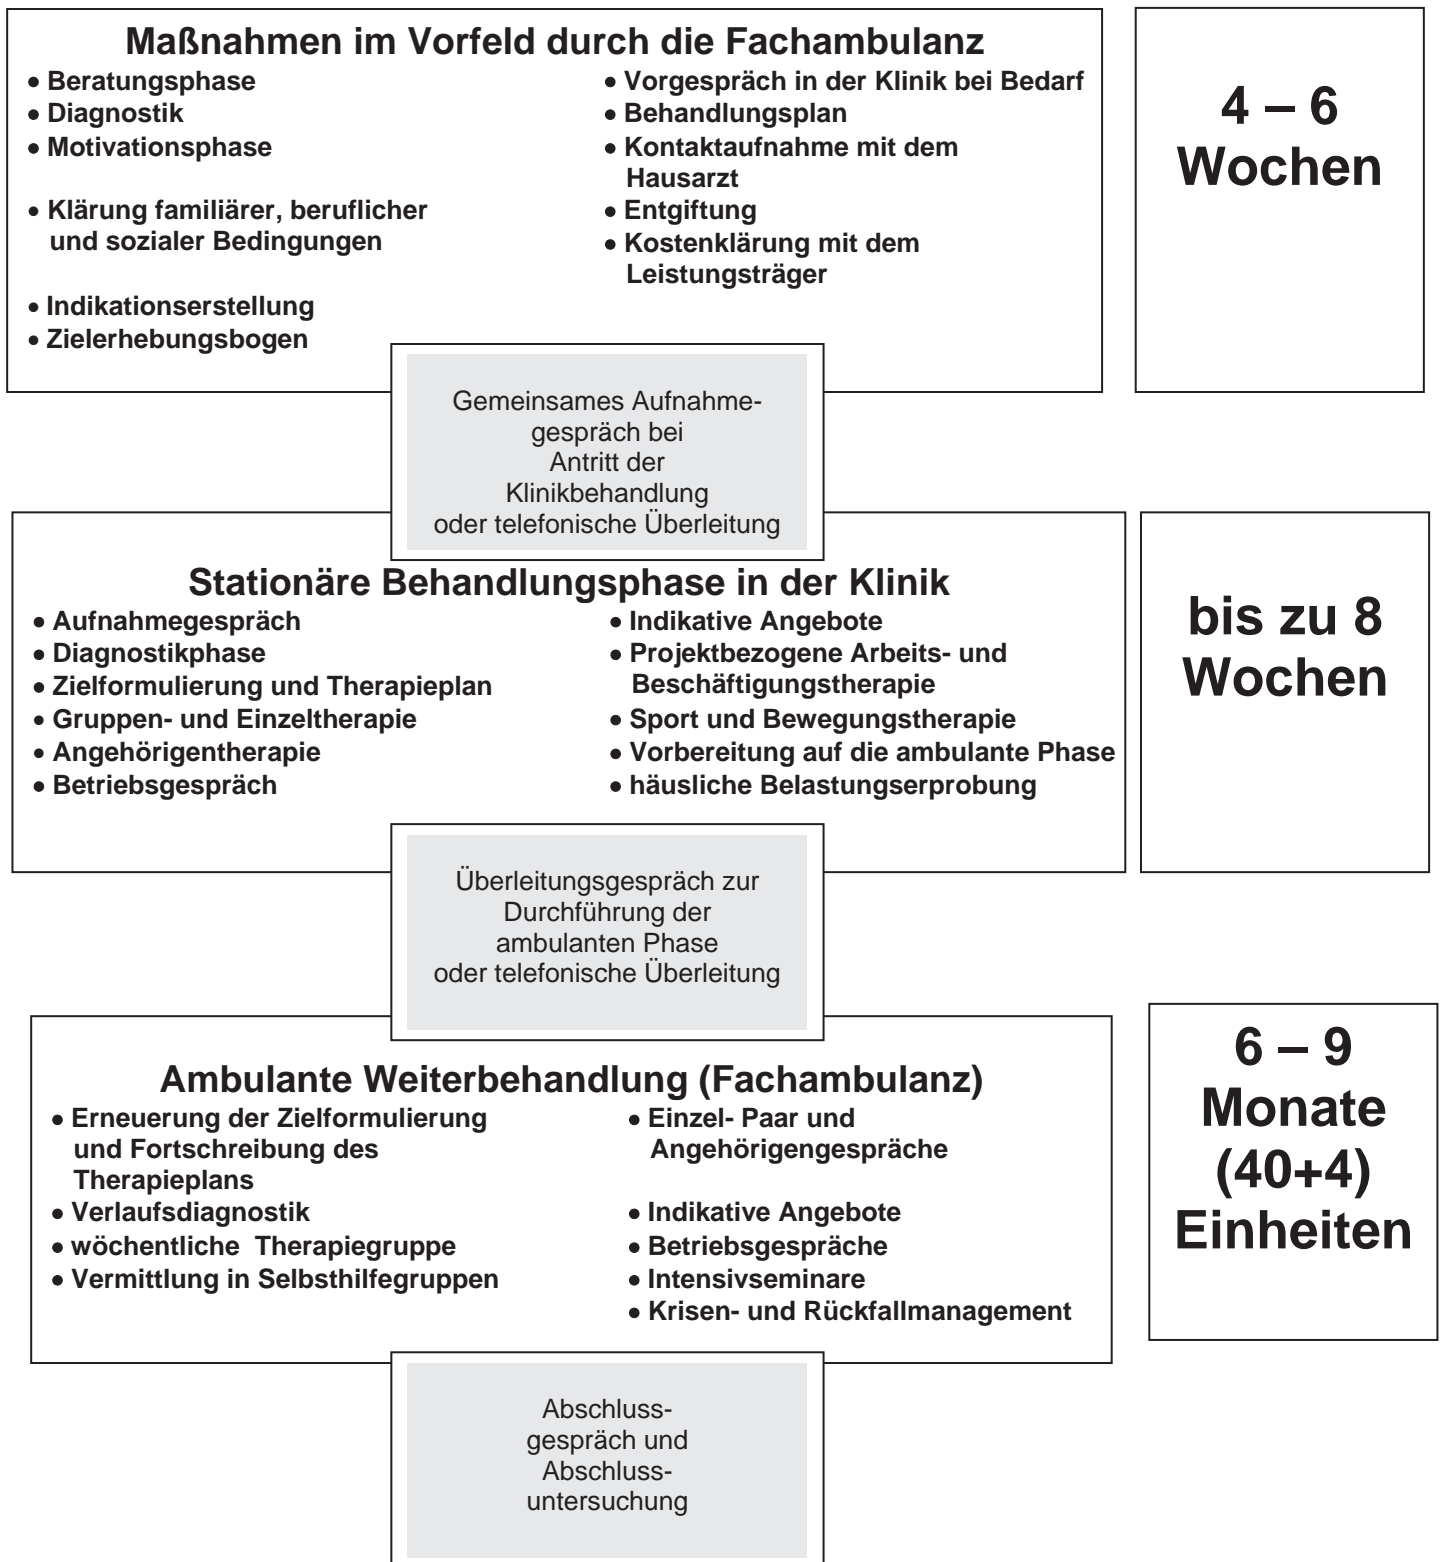 Maßnahmen im Vorfeld durch die Fachambulanz
• Beratungsphase
• Diagnostik
• Motivationsphase
• Klärung familiärer, beruflicher
und sozialer Bedingungen
• Indikationserstellung
• Zielerhebungsbogen
• Vorgespräch in der Klinik bei Bedarf
• Behandlungsplan
• Kontaktaufnahme mit dem
Hausarzt
• Entgiftung
• Kostenklärung mit dem
Leistungsträger
4 – 6
Wochen
Gemeinsames Aufnahme-
gespräch bei
Antritt der
Klinikbehandlung
oder telefonische Überleitung
Stationäre Behandlungsphase in der Klinik
• Aufnahmegespräch
• Diagnostikphase
• Zielformulierung und Therapieplan
• Gruppen- und Einzeltherapie
• Angehörigentherapie
• Betriebsgespräch
• Indikative Angebote
• Projektbezogene Arbeits- und
Beschäftigungstherapie
• Sport und Bewegungstherapie
• Vorbereitung auf die ambulante Phase
• häusliche Belastungserprobung
bis zu 8
Wochen
Überleitungsgespräch zur
Durchführung der
ambulanten Phase
oder telefonische Überleitung
Ambulante Weiterbehandlung (Fachambulanz)
• Erneuerung der Zielformulierung
und Fortschreibung des
Therapieplans
• Verlaufsdiagnostik
• wöchentliche Therapiegruppe
• Vermittlung in Selbsthilfegruppen
• Einzel- Paar und
Angehörigengespräche
• Indikative Angebote
• Betriebsgespräche
• Intensivseminare
• Krisen- und Rückfallmanagement
6 – 9
Monate
(40+4)
Einheiten
Abschluss-
gespräch und
Abschluss-
untersuchung